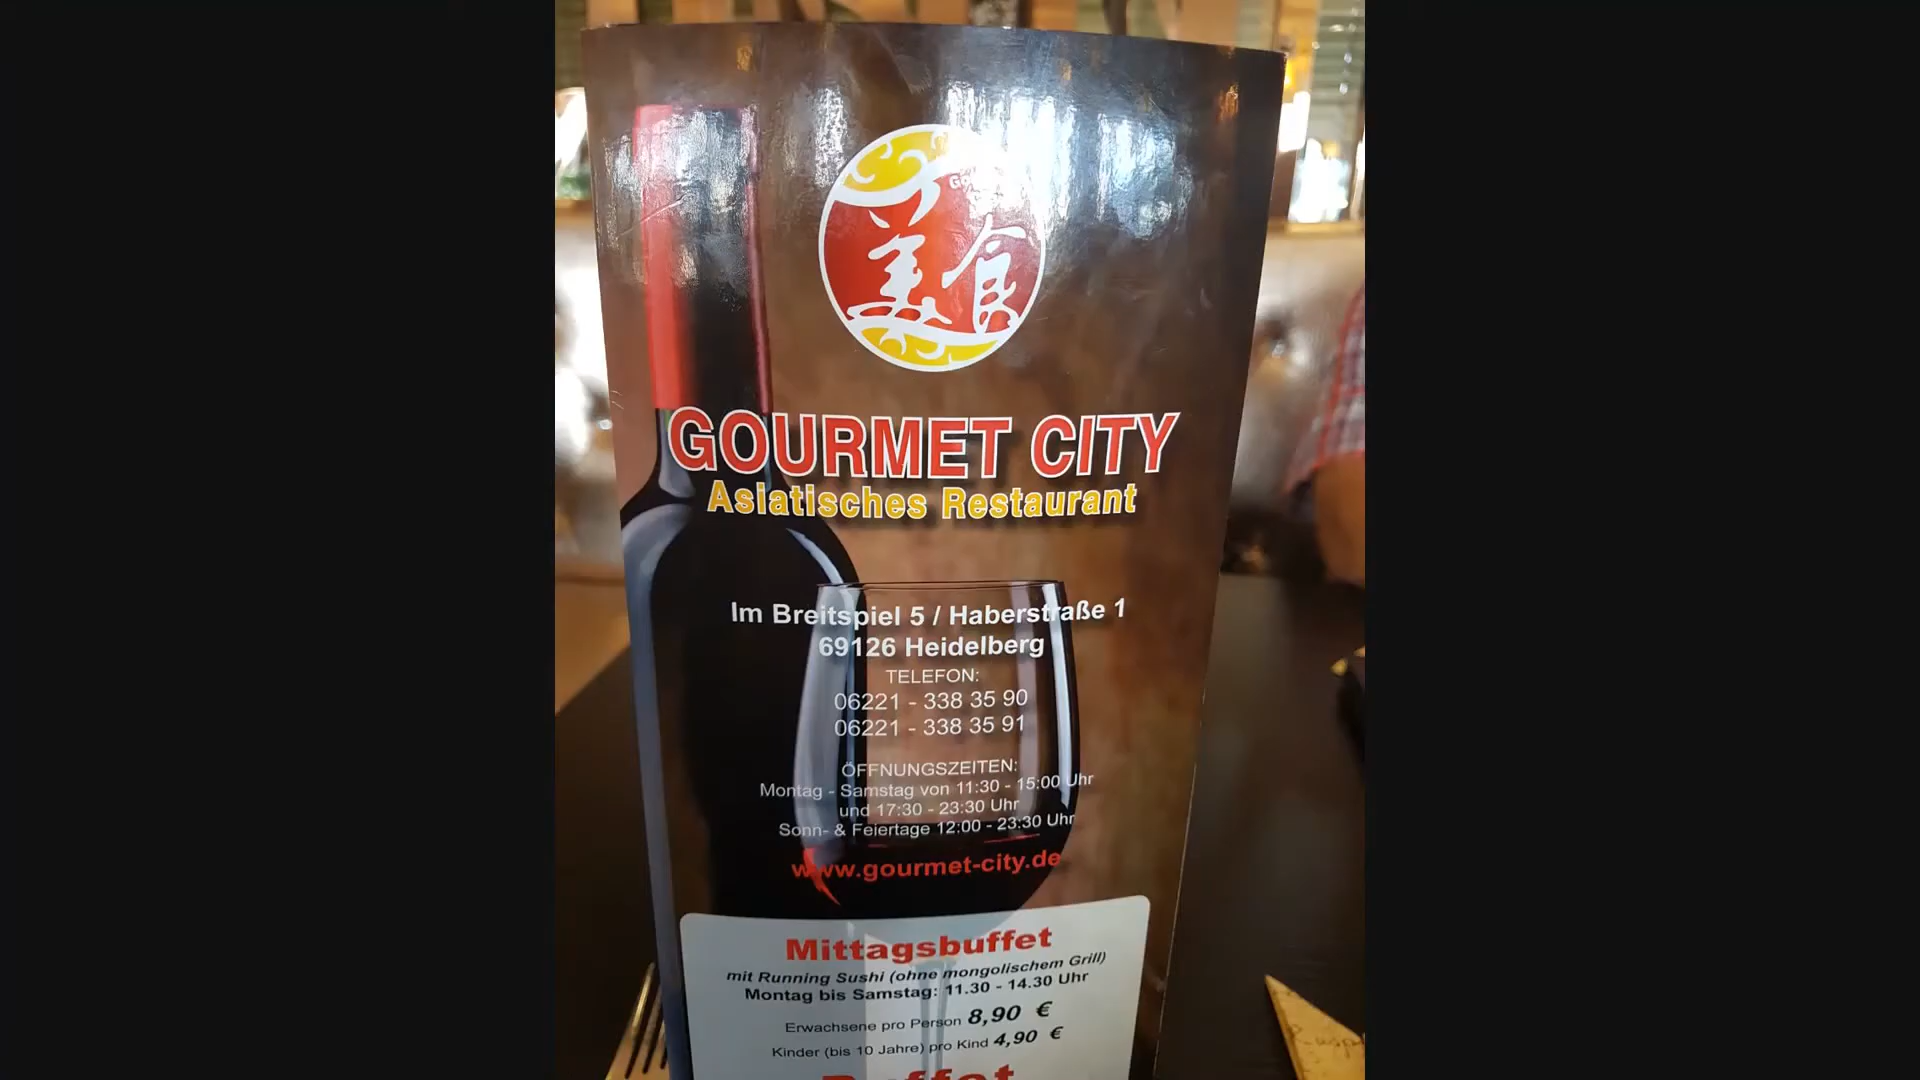 美食
GOURMET CITY
Asiatisches Restaurant
Im Breitspiel 5 / Haberstraße 1
69126 Heidelberg
TELEFON:
06221 - 338 35 90
06221 - 338 35 91
ÖFFNUNGSZEITEN:
Montag - Samstag von 11:30 - 15:00 Uhr
und 17:30 - 23:30 Uhr
Sonn- & Feiertage 12:00 - 23:30 Uhr
www.gourmet-city.de
Mittagsbuffet
mit Running Sushi (ohne mongolischem Grill)
Montag bis Samstag: 11.30 - 14.30 Uhr
Erwachsene pro Person 8,90 €
Kinder (bis 10 Jahre) pro Kind 4,90 €
Buffet